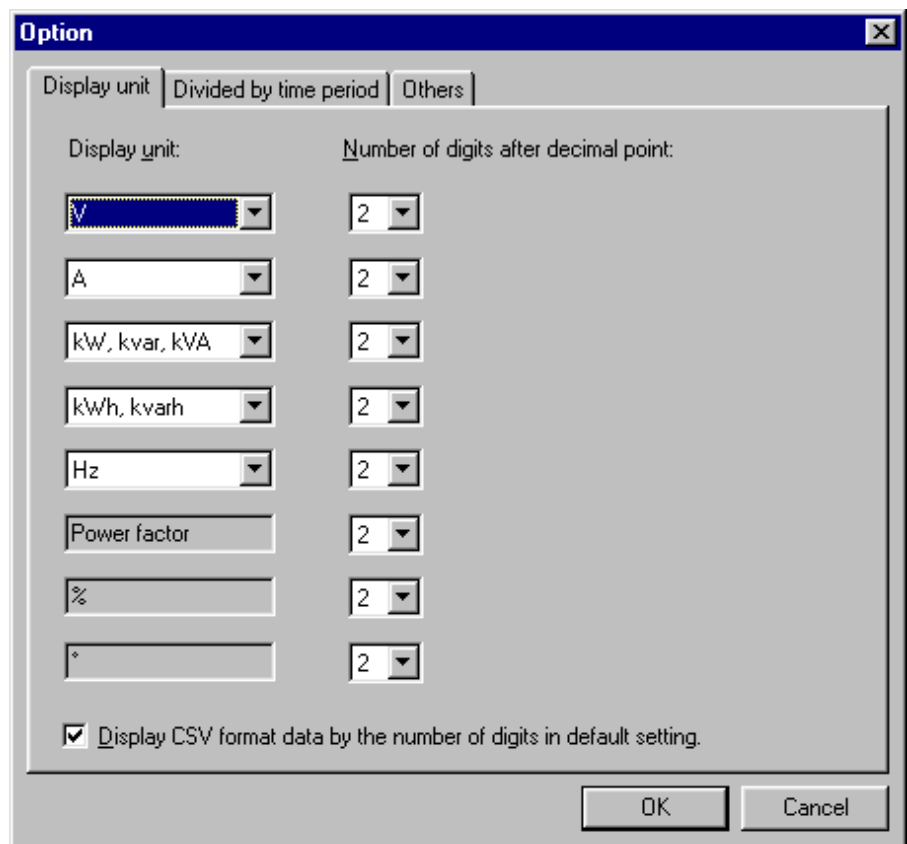 Option
Display unit Divided by time period Others
Display unit: Number of digits after decimal point:
V 2
A 2
kW, kvar, kVA 2
kWh, kvarh 2
Hz 2
Power factor 2
% 2
° 2
Display CSV format data by the number of digits in default setting.
OK Cancel